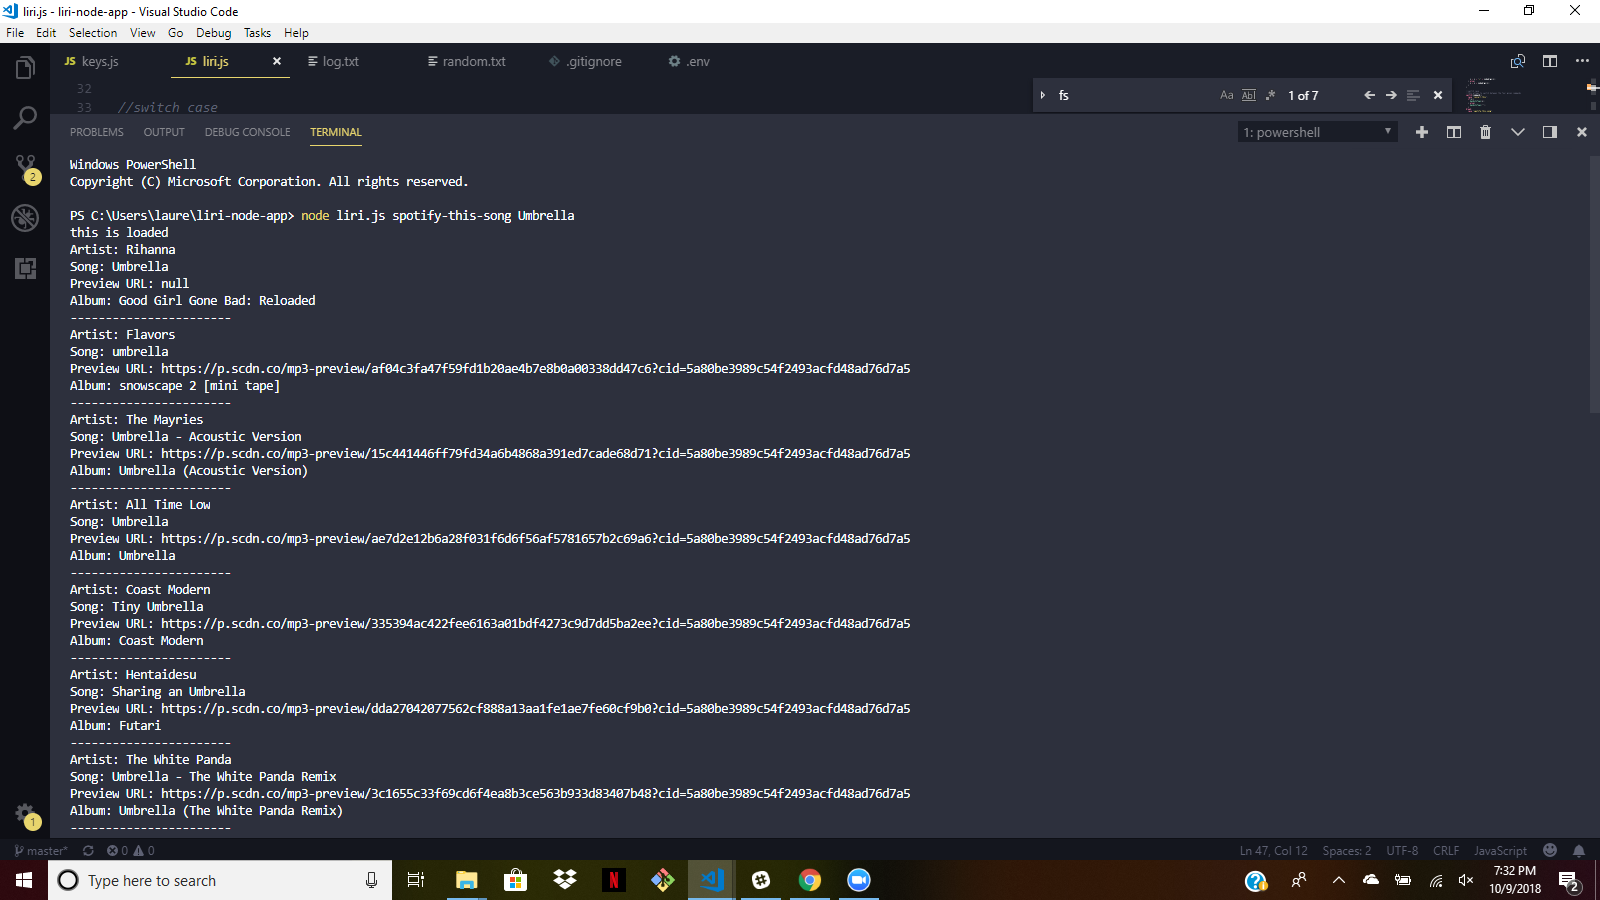 liri.js - liri-node-app - Visual Studio Code
File Edit Selection View Go Debug Tasks Help
JS keys.js JS liri.js log.txt random.txt .gitignore .env
32
33 //switch case
fs Aa Abl .* 1 of 7
PROBLEMS OUTPUT DEBUG CONSOLE TERMINAL 1: powershell
Windows PowerShell
Copyright (C) Microsoft Corporation. All rights reserved.
PS C:\Users\laure\liri-node-app> node liri.js spotify-this-song Umbrella
this is loaded
Artist: Rihanna
Song: Umbrella
Preview URL: null
Album: Good Girl Gone Bad: Reloaded
-----------------------
Artist: Flavors
Song: umbrella
Preview URL: https://p.scdn.co/mp3-preview/af04c3fa47f59fd1b20ae4b7e8b0a00338dd47c6?cid=5a80be3989c54f2493acfd48ad76d7a5
Album: snowscape 2 [mini tape]
-----------------------
Artist: The Mayries
Song: Umbrella - Acoustic Version
Preview URL: https://p.scdn.co/mp3-preview/15c441446ff79fd34a6b4868a391ed7cade68d71?cid=5a80be3989c54f2493acfd48ad76d7a5
Album: Umbrella (Acoustic Version)
-----------------------
Artist: All Time Low
Song: Umbrella
Preview URL: https://p.scdn.co/mp3-preview/ae7d2e12b6a28f031f6d6f56af5781657b2c69a6?cid=5a80be3989c54f2493acfd48ad76d7a5
Album: Umbrella
-----------------------
Artist: Coast Modern
Song: Tiny Umbrella
Preview URL: https://p.scdn.co/mp3-preview/335394ac422fee6163a01bdf4273c9d7dd5ba2ee?cid=5a80be3989c54f2493acfd48ad76d7a5
Album: Coast Modern
-----------------------
Artist: Hentaidesu
Song: Sharing an Umbrella
Preview URL: https://p.scdn.co/mp3-preview/dda27042077562cf888a13aa1fe1ae7fe60cf9b0?cid=5a80be3989c54f2493acfd48ad76d7a5
Album: Futari
-----------------------
Artist: The White Panda
Song: Umbrella - The White Panda Remix
Preview URL: https://p.scdn.co/mp3-preview/3c1655c33f69cd6f4ea8b3ce563b933d83407b48?cid=5a80be3989c54f2493acfd48ad76d7a5
Album: Umbrella (The White Panda Remix)
-----------------------
2
1
master* 0 0 Ln 47, Col 12 Spaces: 2 UTF-8 CRLF JavaScript
Type here to search N 7:32 PM
10/9/2018 2